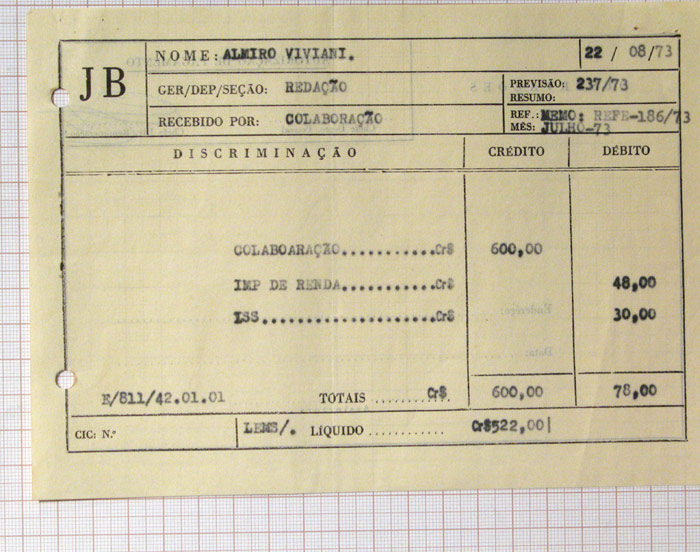 JB
NOME: ALMIRO VIVIANI. 22 / 08/73
GER/DEP/SEÇÃO: REDAÇÃO
PREVISÃO: 237/73
RESUMO:
RECEBIDO POR: COLABORAÇÃO
REF.: MEMO: REFE-186/73
MÊS: JULHO-73
DISCRIMINAÇÃO CRÉDITO DÉBITO
COLABOARAÇÃO...........Cr$ 600,00
IMP DE RENDA...........Cr$ 48,00
ISS....................Cr$ 30,00
E/811/42.01.01 TOTAIS ........... Cr$ 600,00 78,00
CIC: N.º LEMS/. LÍQUIDO ........... Cr$522,00